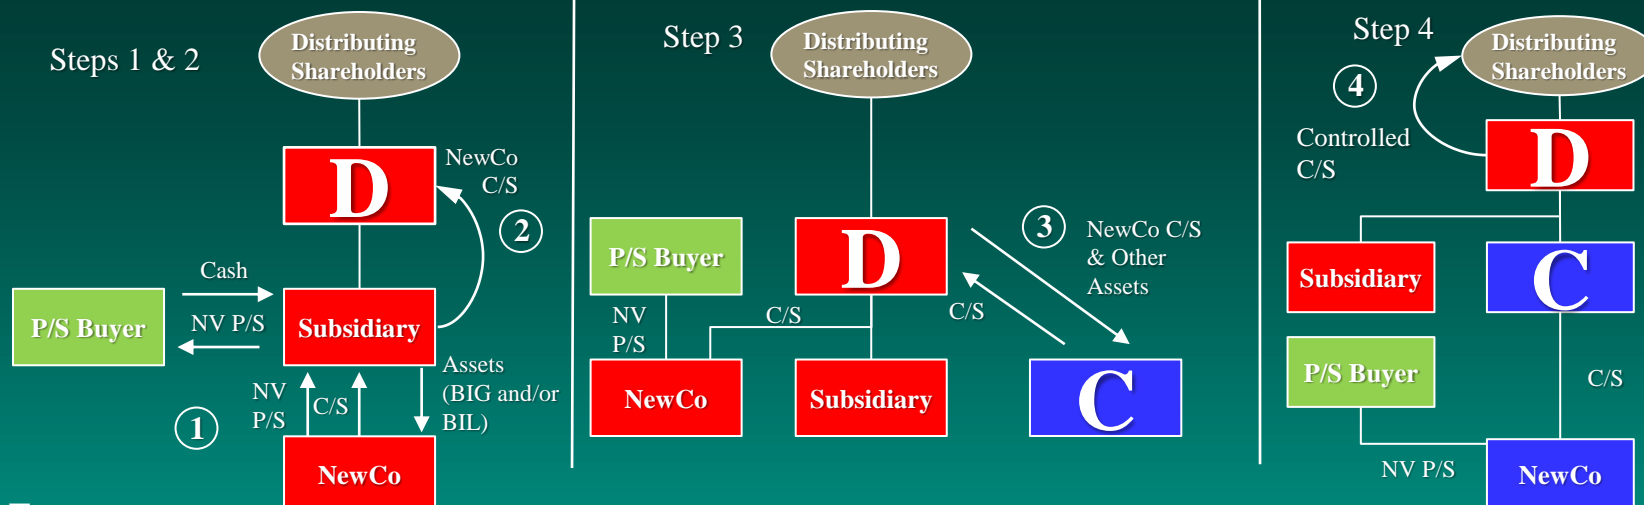 Steps 1 & 2
Distributing
Shareholders
D
NewCo
C/S
2
Cash
P/S Buyer
NV P/S
Subsidiary
Assets
(BIG and/or
BIL)
NV
P/S
C/S
1
NewCo
Step 3
Distributing
Shareholders
P/S Buyer
D
3
NewCo C/S
& Other
Assets
C/S
NV
P/S
C/S
NewCo
Subsidiary
C
Step 4
Distributing
Shareholders
4
Controlled
C/S
D
Subsidiary
C
P/S Buyer
C/S
NV P/S
NewCo